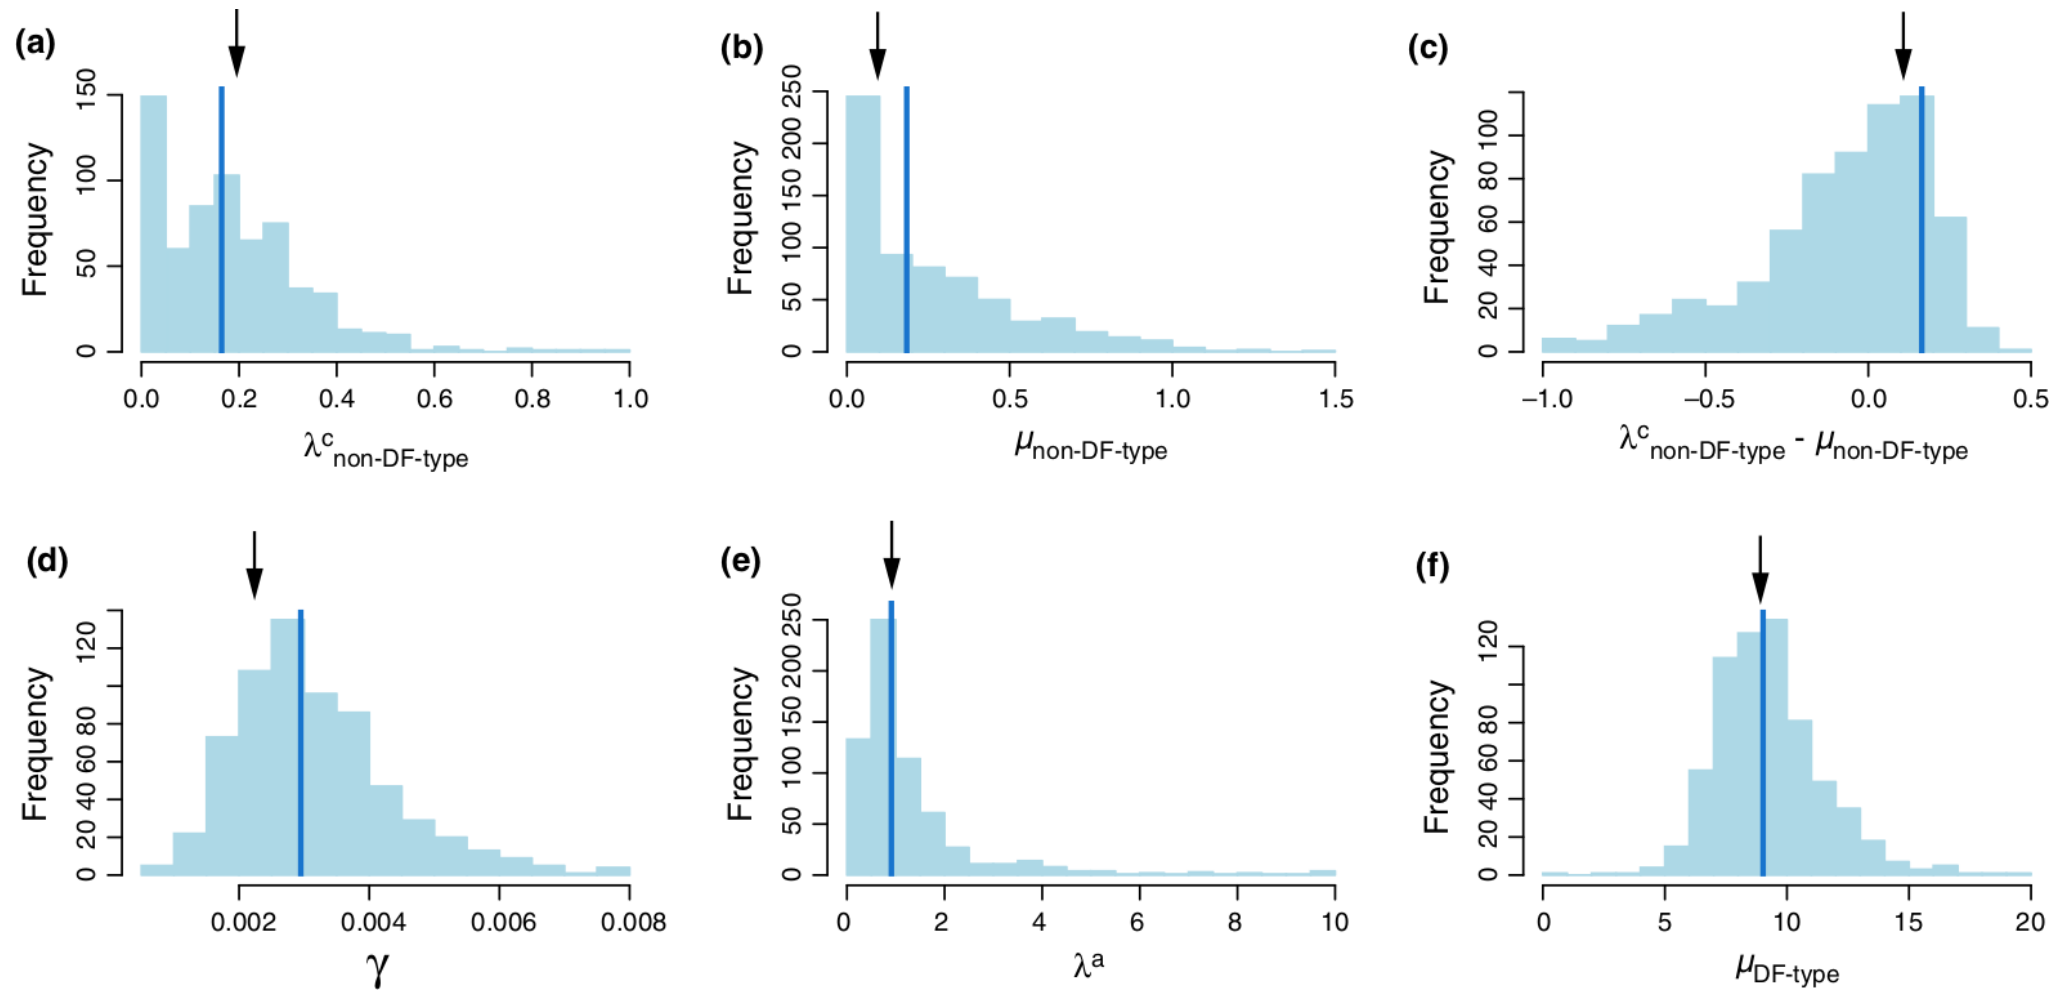 (a)
Frequency
0 50 100 150
0.0 0.2 0.4 0.6 0.8 1.0
λᶜnon-DF-type
(b)
Frequency
0 50 100 150 200 250
0.0 0.5 1.0 1.5
μnon-DF-type
(c)
Frequency
0 20 40 60 80 100
−1.0 −0.5 0.0 0.5
λᶜnon-DF-type - μnon-DF-type
(d)
Frequency
0 20 40 60 80 120
0.002 0.004 0.006 0.008
γ
(e)
Frequency
0 50 100 150 200 250
0 2 4 6 8 10
λᵃ
(f)
Frequency
0 20 40 60 80 120
0 5 10 15 20
μDF-type